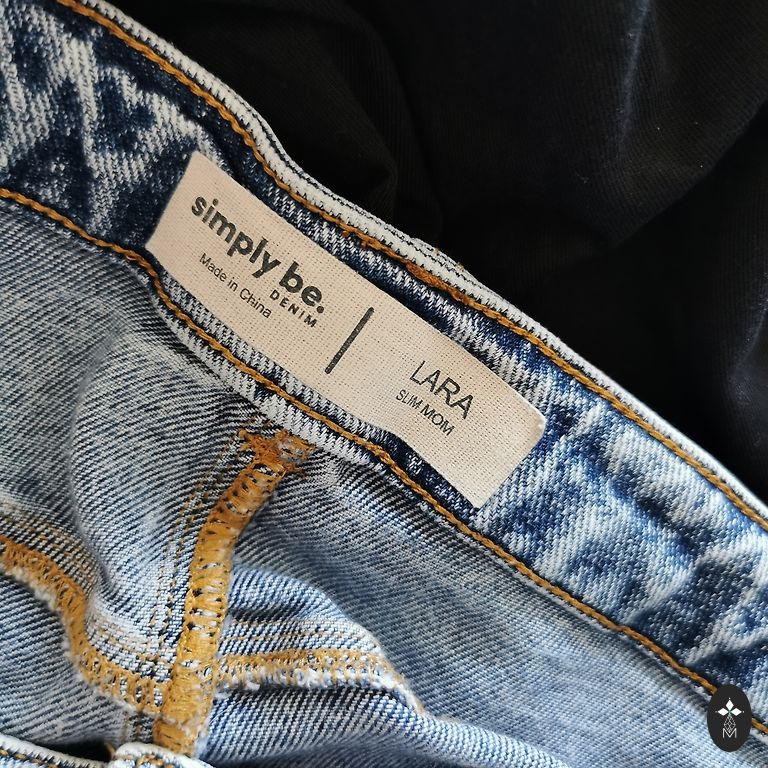 simply be.
DENIM
Made in China
LARA
SLIM MOM